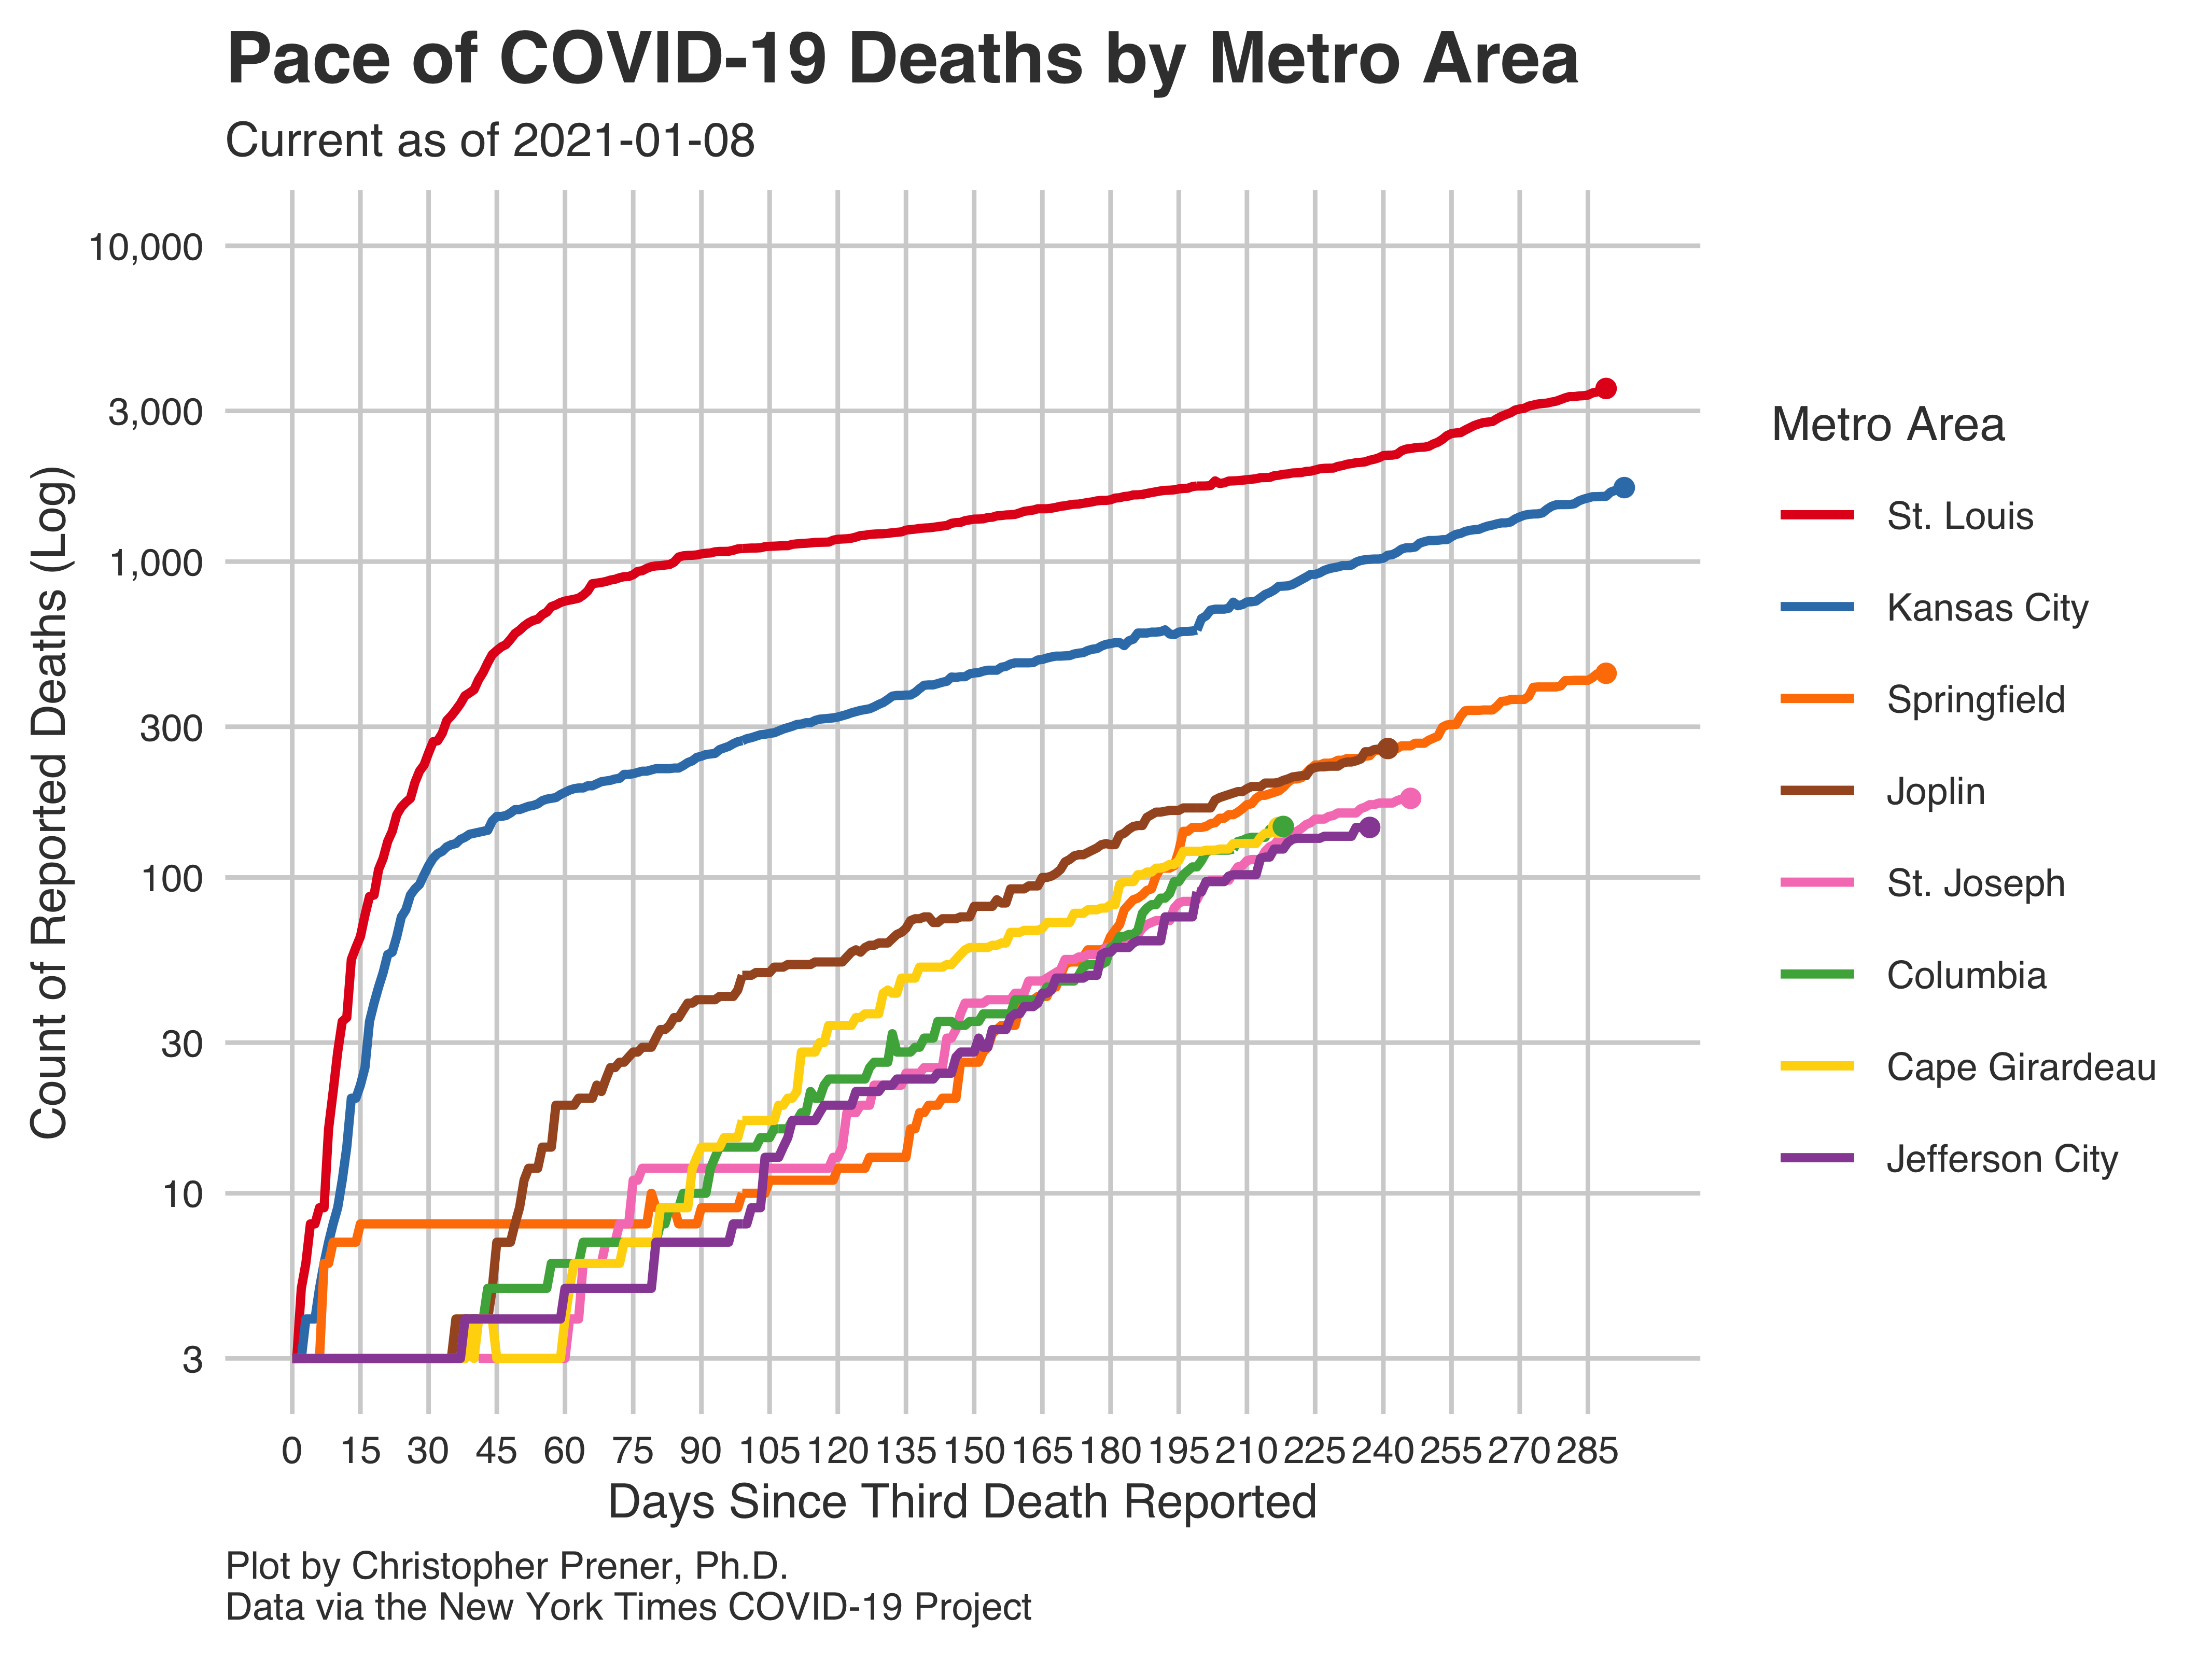 Pace of COVID-19 Deaths by Metro Area
Current as of 2021-01-08
Count of Reported Deaths (Log)
10,000
3,000
1,000
300
100
30
10
3
0 15 30 45 60 75 90 105 120 135 150 165 180 195 210 225 240 255 270 285
Days Since Third Death Reported
Metro Area
St. Louis
Kansas City
Springfield
Joplin
St. Joseph
Columbia
Cape Girardeau
Jefferson City
Plot by Christopher Prener, Ph.D.
Data via the New York Times COVID-19 Project